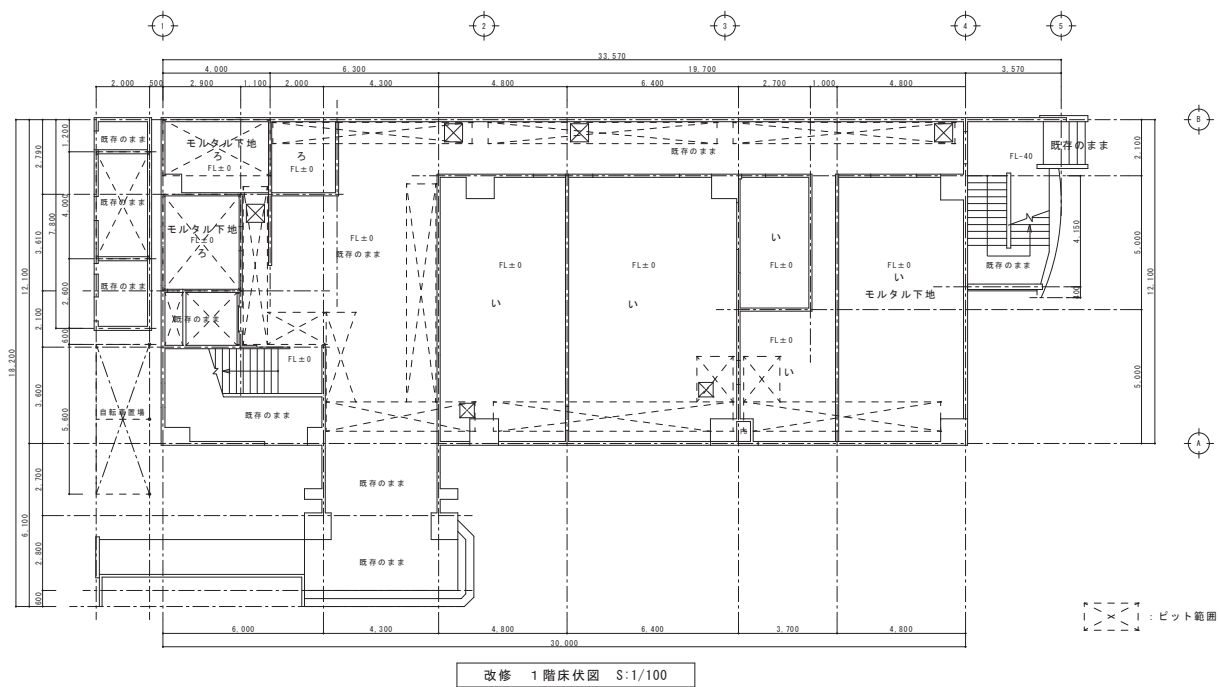 1
2
3
4
5
33,570
4,000
6,300
19,700
2,000
500
2,900
1,100
2,000
4,300
4,800
6,400
2,700
1,000
4,800
3,570
B
既存のまま
モルタル下地
ろ
FL±0
ろ
FL±0
既存のまま
FL-40
既存のまま
1,200
2,790
2,100
既存のまま
モルタル下地
FL±0
ろ
FL±0
既存のまま
4,000
7,800
3,610
12,100
い
FL±0
FL±0
FL±0
FL±0
い
モルタル下地
い
い
既存のまま
4,150
400
5,000
12,100
既存のまま
既存のまま
2,600
2,100
600
18,200
FL±0
FL±0
い
5,000
自転車置場
既存のまま
3,600
5,600
A
既存のまま
2,700
6,100
既存のまま
2,800
600
6,000
4,300
4,800
6,400
3,700
4,800
30,000
:ピット範囲
改修 1階床伏図 S:1/100